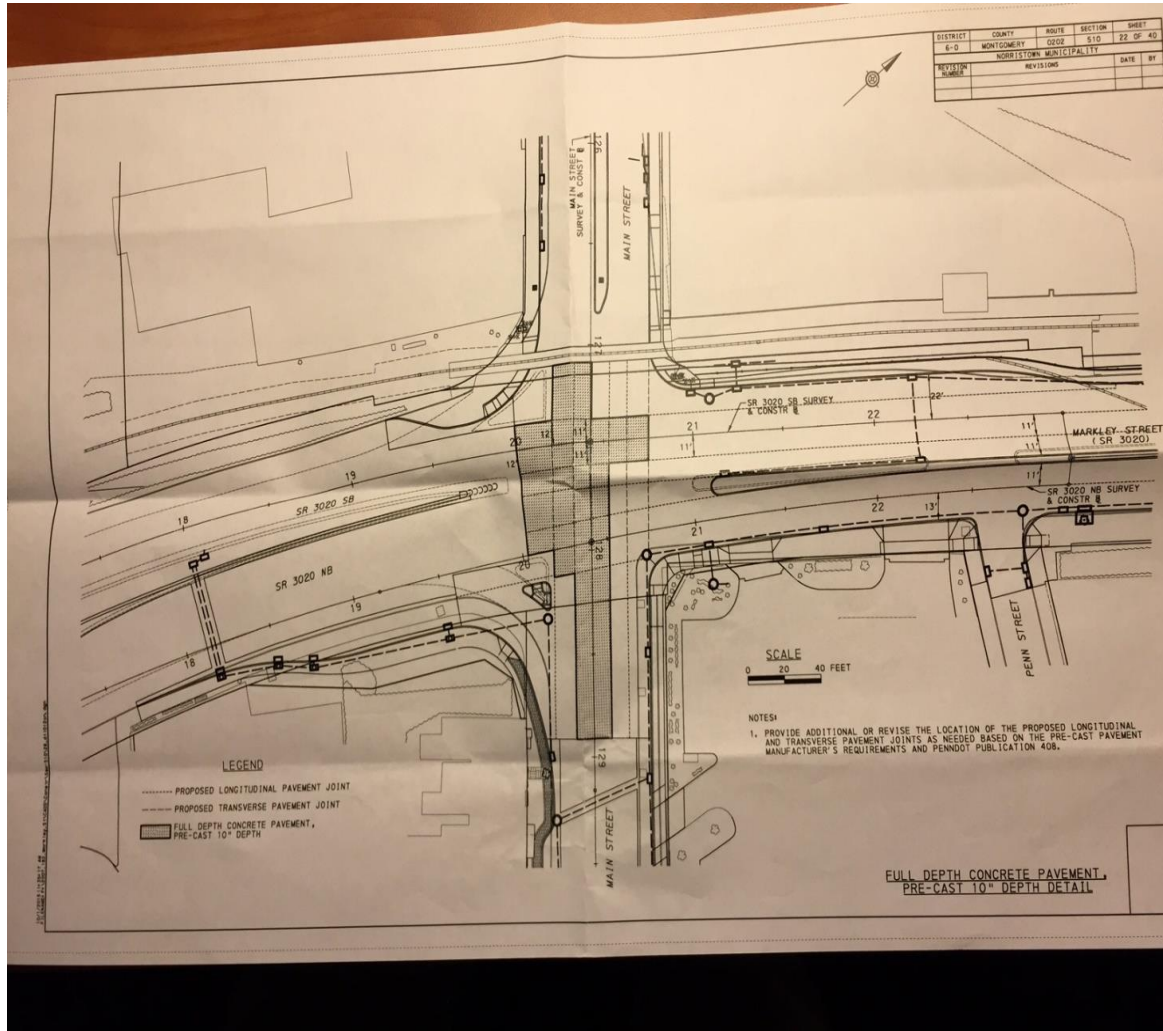 DISTRICT COUNTY ROUTE SECTION SHEET
6-0 MONTGOMERY 0202 510 22 OF 40
NORRISTOWN MUNICIPALITY
REVISION NUMBER REVISIONS DATE BY
126
MAIN STREET
SURVEY & CONST ℄
MAIN STREET
127
SR 3020 SB SURVEY
& CONSTR ℄
22'
20 12' 11' 21 11' 22 11'
MARKLEY STREET
(SR 3020)
12' 11'
19
11'
SR 3020 SB
18
SR 3020 NB SURVEY
& CONSTR ℄
13'
22
21
128
20
SR 3020 NB
19
18
PENN STREET
SCALE
0 20 40 FEET
NOTES:
1. PROVIDE ADDITIONAL OR REVISE THE LOCATION OF THE PROPOSED LONGITUDINAL
AND TRANSVERSE PAVEMENT JOINTS AS NEEDED BASED ON THE PRE-CAST PAVEMENT
MANUFACTURER'S REQUIREMENTS AND PENNDOT PUBLICATION 408.
129
MAIN STREET
LEGEND
PROPOSED LONGITUDINAL PAVEMENT JOINT
PROPOSED TRANSVERSE PAVEMENT JOINT
FULL DEPTH CONCRETE PAVEMENT,
PRE-CAST 10" DEPTH
FULL DEPTH CONCRETE PAVEMENT,
PRE-CAST 10" DEPTH DETAIL